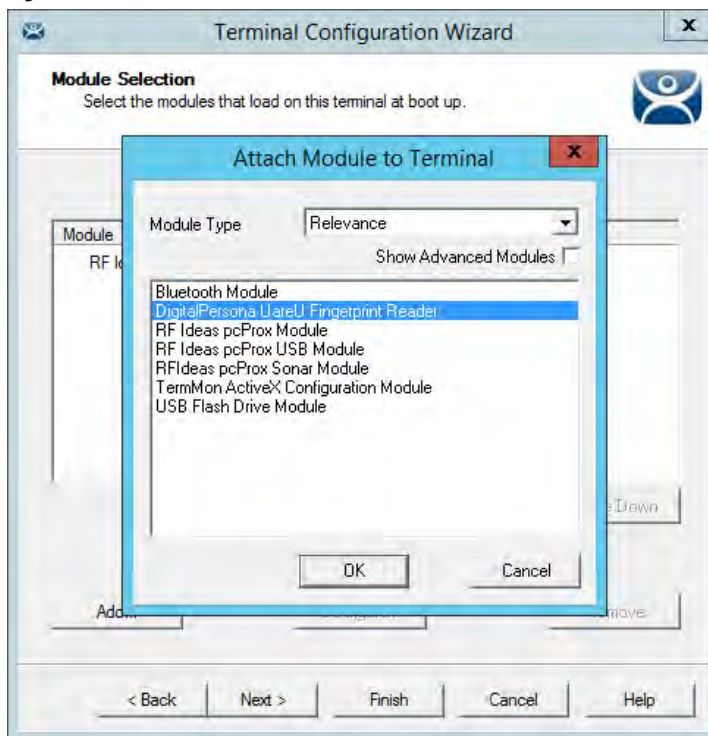 Terminal Configuration Wizard
x
Module Selection
Select the modules that load on this terminal at boot up.
Attach Module to Terminal
x
Module Type
Relevance
Show Advanced Modules
Module
RF
Bluetooth Module
DigitalPersona UareU Fingerprint Reader
RF Ideas pcProx Module
RF Ideas pcProx USB Module
RFIdeas pcProx Sonar Module
TermMon ActiveX Configuration Module
USB Flash Drive Module
Down
OK
Cancel
< Back
Next >
Finish
Cancel
Help